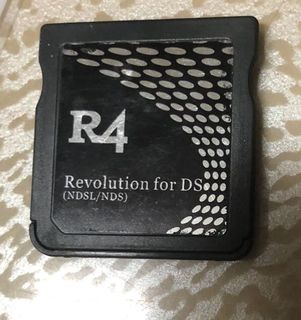 R4
Revolution for DS
(NDSL/NDS)